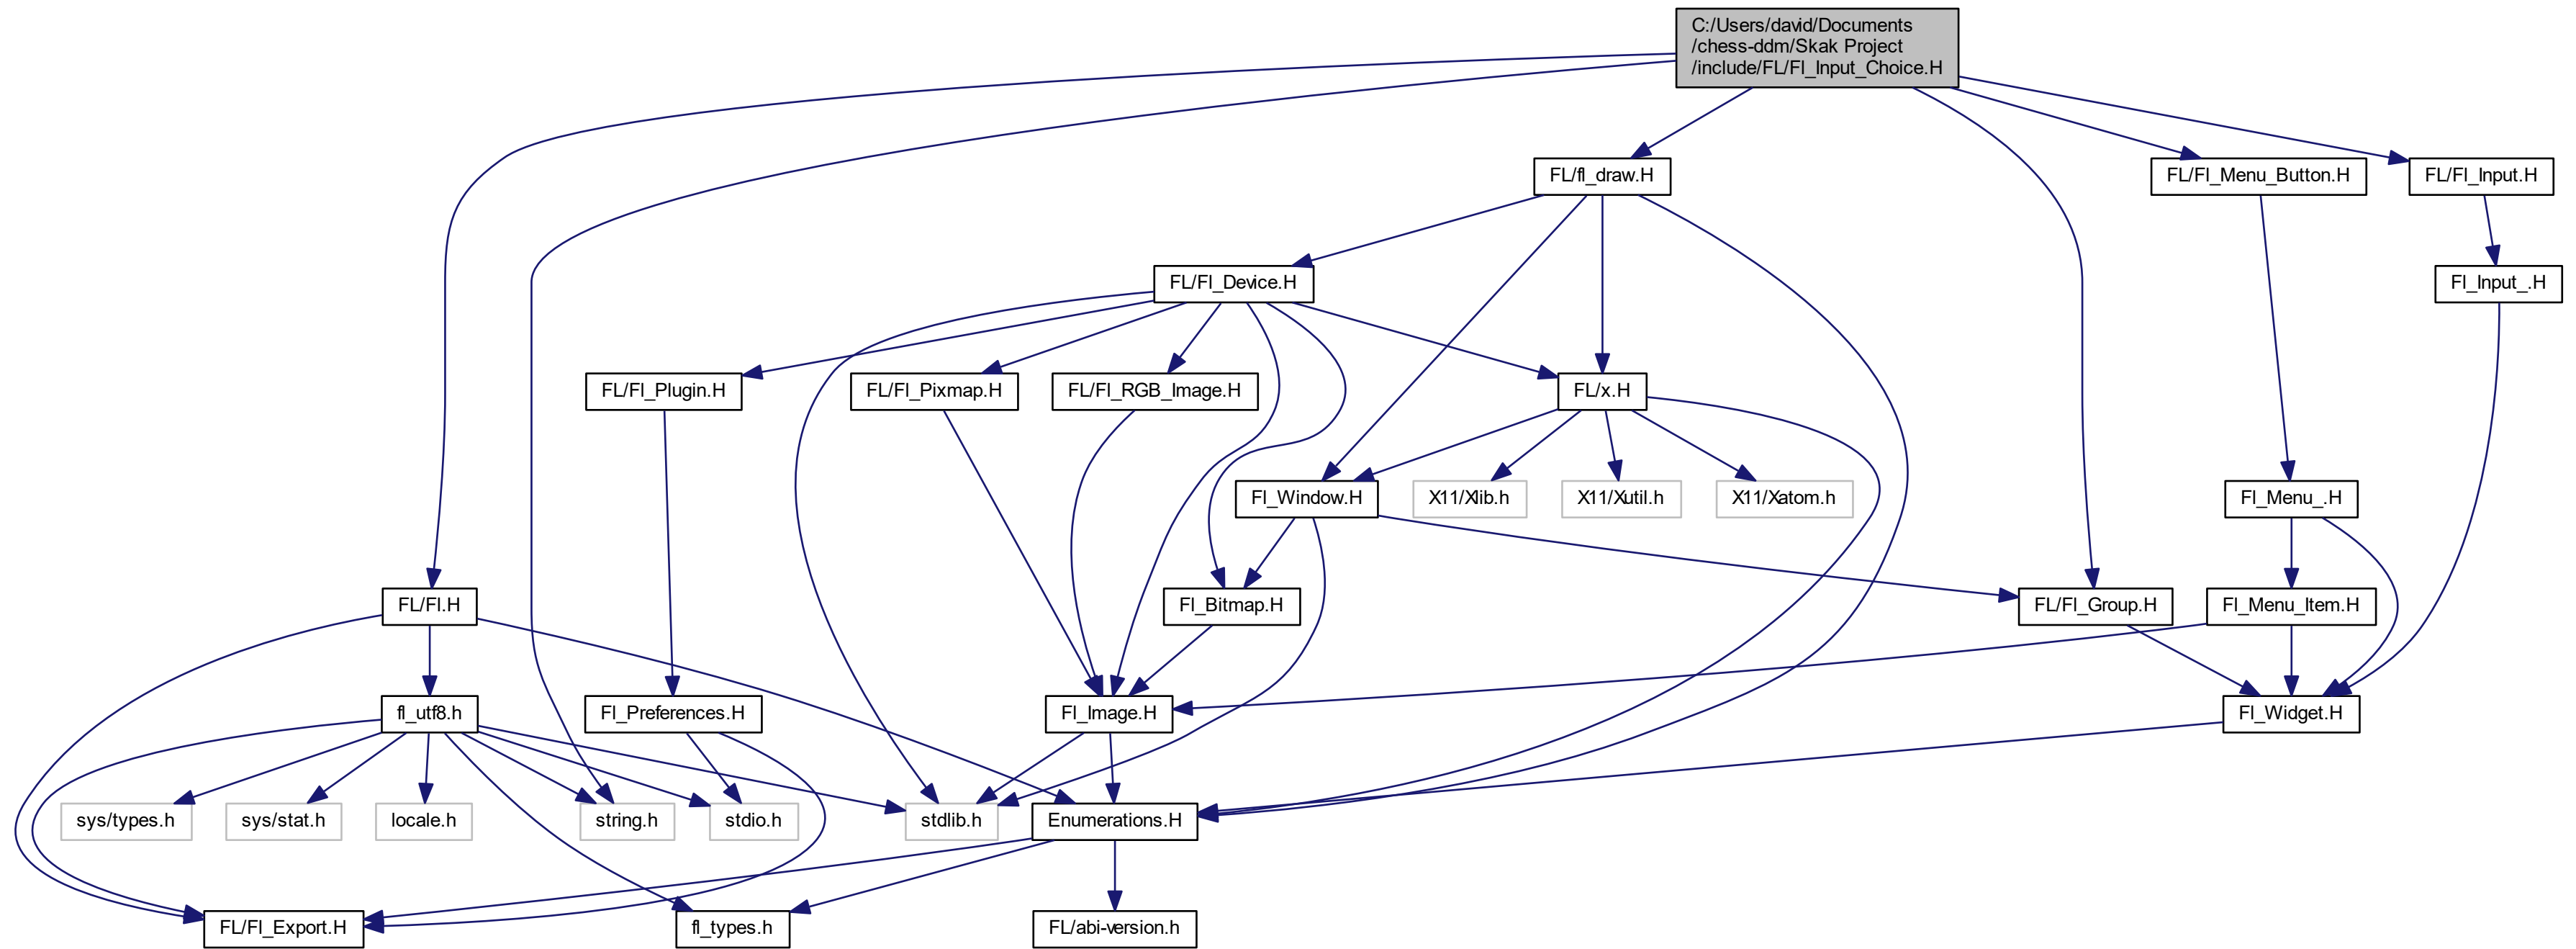 C:/Users/david/Documents
/chess-ddm/Skak Project
/include/FL/Fl_Input_Choice.H
FL/fl_draw.H
FL/Fl_Menu_Button.H
FL/Fl_Input.H
FL/Fl_Device.H
Fl_Input_.H
FL/Fl_Plugin.H
FL/Fl_Pixmap.H
FL/Fl_RGB_Image.H
FL/x.H
Fl_Window.H
X11/Xlib.h
X11/Xutil.h
X11/Xatom.h
Fl_Menu_.H
FL/Fl.H
Fl_Bitmap.H
FL/Fl_Group.H
Fl_Menu_Item.H
fl_utf8.h
Fl_Preferences.H
Fl_Image.H
Fl_Widget.H
sys/types.h
sys/stat.h
locale.h
string.h
stdio.h
stdlib.h
Enumerations.H
FL/Fl_Export.H
fl_types.h
FL/abi-version.h